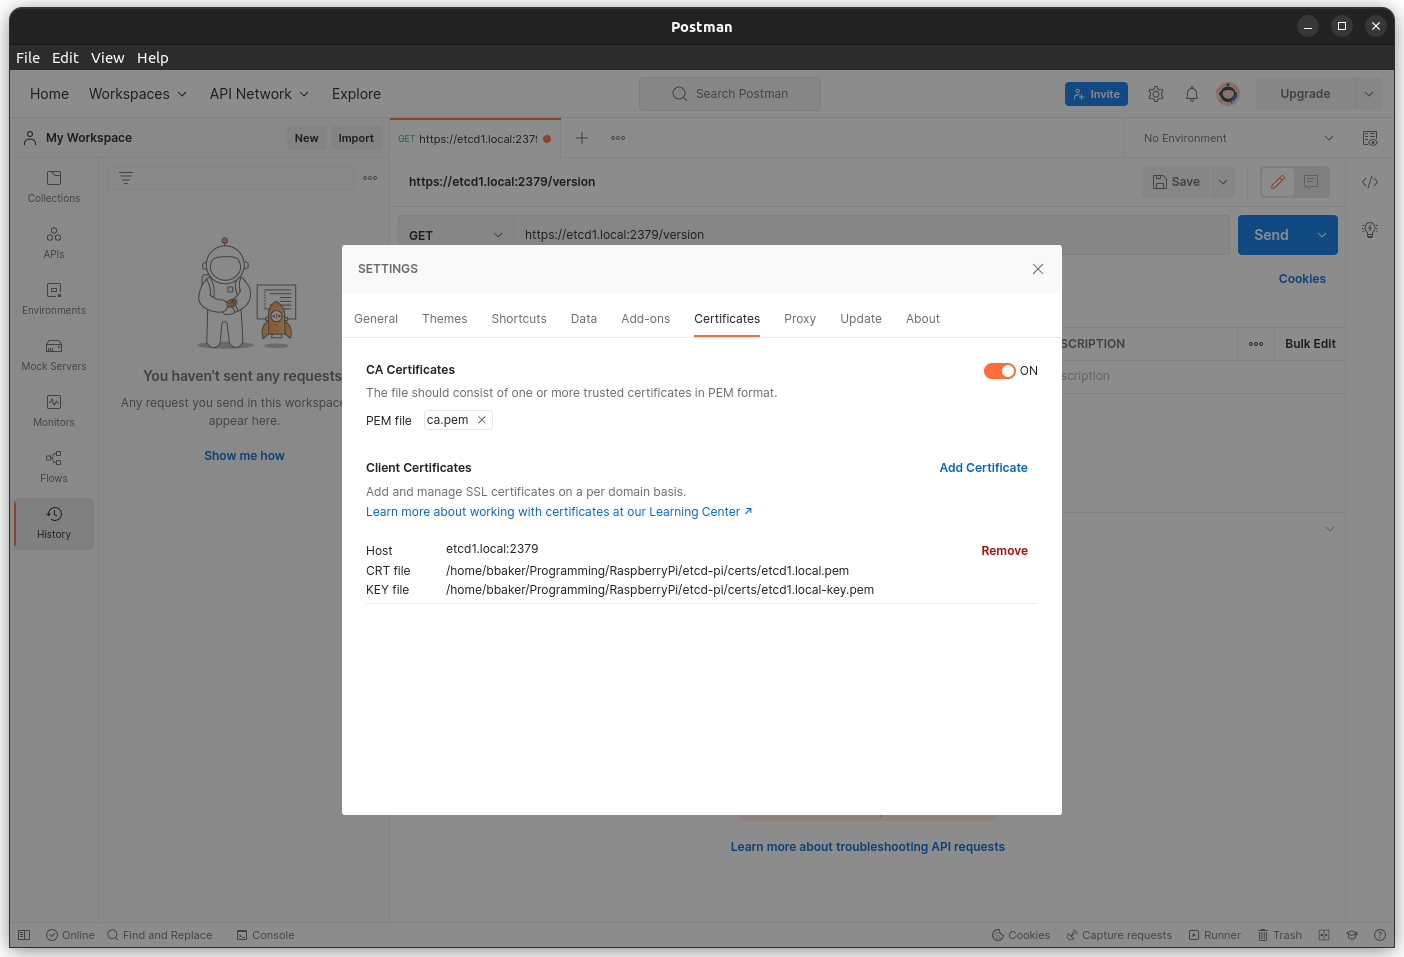 Postman
File Edit View Help
Home Workspaces API Network Explore Search Postman Invite Upgrade
My Workspace New Import GET https://etcd1.local:237 No Environment
Collections
https://etcd1.local:2379/version Save
GET https://etcd1.local:2379/version Send
APIs
Cookies
Environments
Mock Servers
Monitors
Flows
History
You haven't sent any requests
Any request you send in this workspace
appear here.
Show me how
SCRIPTION Bulk Edit
scription
SETTINGS
General Themes Shortcuts Data Add-ons Certificates Proxy Update About
CA Certificates ON
The file should consist of one or more trusted certificates in PEM format.
PEM file ca.pem
Client Certificates Add Certificate
Add and manage SSL certificates on a per domain basis.
Learn more about working with certificates at our Learning Center ↗
Host etcd1.local:2379 Remove
CRT file /home/bbaker/Programming/RaspberryPi/etcd-pi/certs/etcd1.local.pem
KEY file /home/bbaker/Programming/RaspberryPi/etcd-pi/certs/etcd1.local-key.pem
Learn more about troubleshooting API requests
Online Find and Replace Console Cookies Capture requests Runner Trash